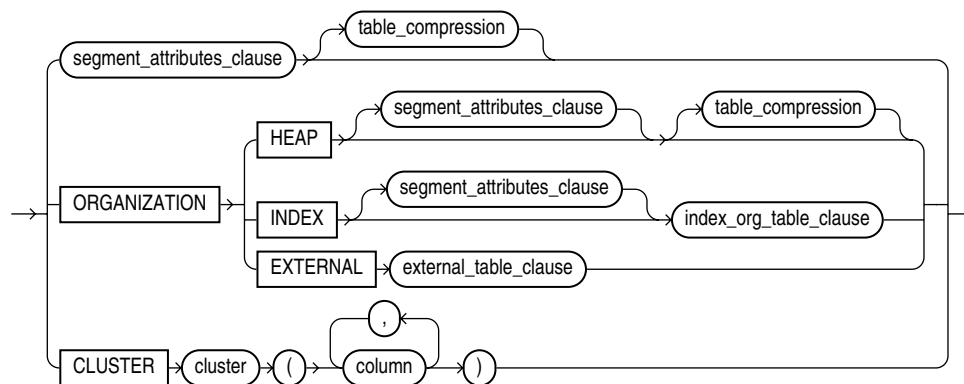 table_compression
segment_attributes_clause
segment_attributes_clause table_compression
HEAP
segment_attributes_clause
ORGANIZATION INDEX index_org_table_clause
EXTERNAL external_table_clause
,
CLUSTER cluster ( column )